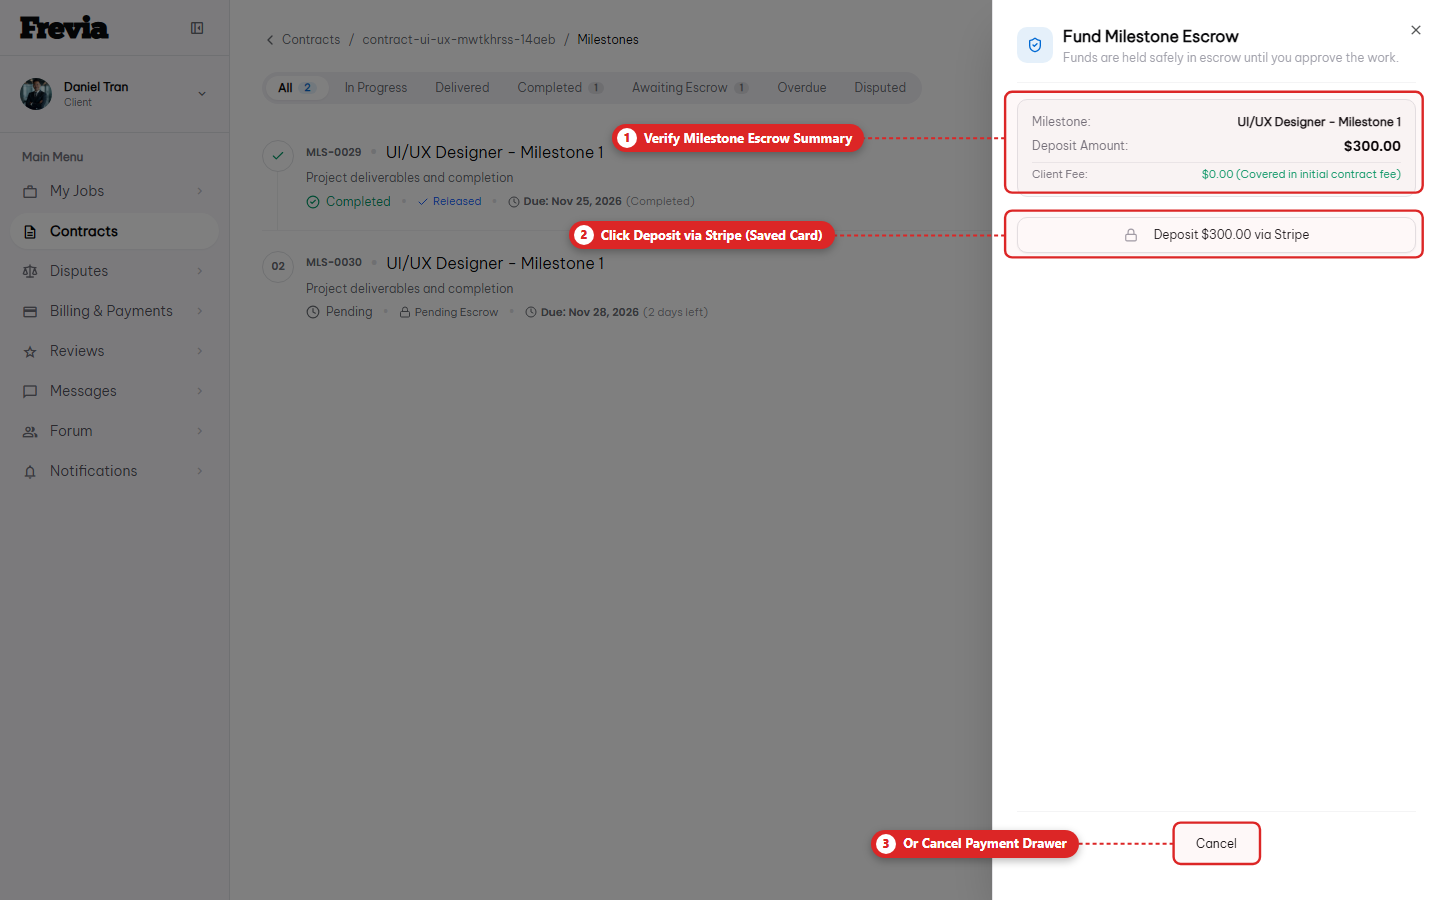 Frevia
Daniel Tran
Client
Main Menu
My Jobs
Contracts
Disputes
Billing & Payments
Reviews
Messages
Forum
Notifications
Contracts / contract-ui-ux-mwtkhrss-14aeb / Milestones
All 2 In Progress Delivered Completed 1 Awaiting Escrow 1 Overdue Disputed
1 Verify Milestone Escrow Summary
MLS-0029 UI/UX Designer - Milestone 1
Project deliverables and completion
Completed Released Due: Nov 25, 2026 (Completed)
2 Click Deposit via Stripe (Saved Card)
02 MLS-0030 UI/UX Designer - Milestone 1
Project deliverables and completion
Pending Pending Escrow Due: Nov 28, 2026 (2 days left)
Fund Milestone Escrow
Funds are held safely in escrow until you approve the work.
Milestone: UI/UX Designer - Milestone 1
Deposit Amount: $300.00
Client Fee: $0.00 (Covered in initial contract fee)
Deposit $300.00 via Stripe
3 Or Cancel Payment Drawer
Cancel